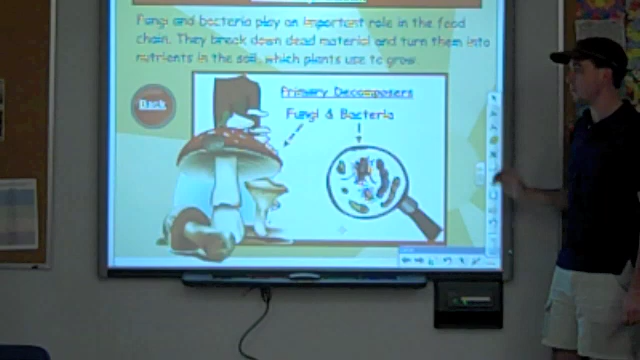 Fungi and bacteria play an important role in the food
chain. They break down dead material and turn them into
nutrients in the soil, which plants use to grow
Primary Decomposers
Back
Fungi & Bacteria